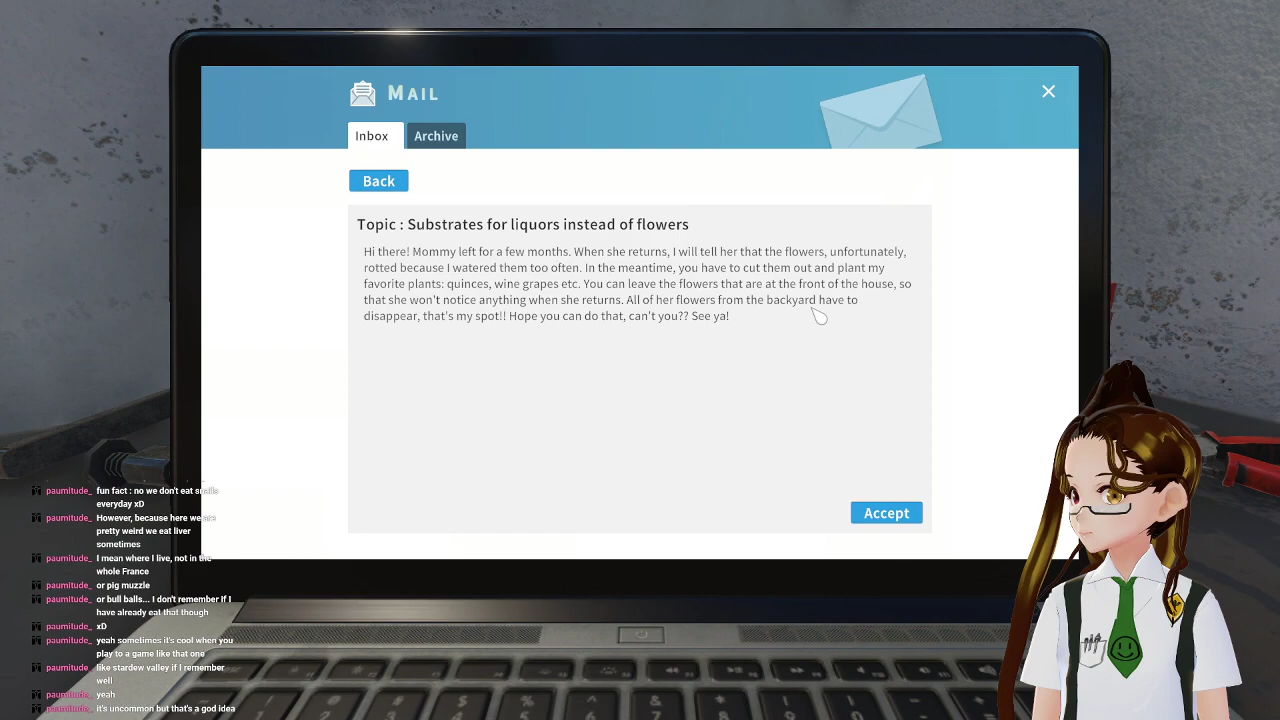 MAIL
Inbox
Archive
Back
Topic : Substrates for liquors instead of flowers
Hi there! Mommy left for a few months. When she returns, I will tell her that the flowers, unfortunately,
rotted because I watered them too often. In the meantime, you have to cut them out and plant my
favorite plants: quinces, wine grapes etc. You can leave the flowers that are at the front of the house, so
that she won't notice anything when she returns. All of her flowers from the backyard have to
disappear, that's my spot!! Hope you can do that, can't you?? See ya!
Accept
paumitude_ fun fact : no we don't eat snails
everyday xD
paumitude_ However, because here we are
pretty weird we eat liver
sometimes
paumitude_ I mean where I live, not in the
whole France
paumitude_ or pig muzzle
paumitude_ or bull balls... I don't remember if I
have already eat that though
paumitude_ xD
paumitude_ yeah sometimes it's cool when you
play to a game like that one
paumitude_ like stardew valley if I remember
well
paumitude_ yeah
paumitude_ it's uncommon but that's a god idea